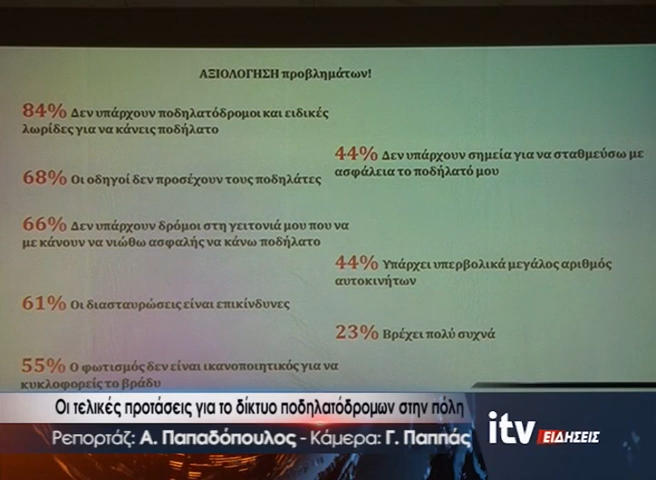 ΑΞΙΟΛΟΓΗΣΗ προβλημάτων!
84% Δεν υπάρχουν ποδηλατόδρομοι και ειδικές
λωρίδες για να κάνεις ποδήλατο
68% Οι οδηγοί δεν προσέχουν τους ποδηλάτες
66% Δεν υπάρχουν δρόμοι στη γειτονιά μου που να
με κάνουν να νιώθω ασφαλής να κάνω ποδήλατο
61% Οι διασταυρώσεις είναι επικίνδυνες
55% Ο φωτισμός δεν είναι ικανοποιητικός για να
κυκλοφορείς το βράδυ
44% Δεν υπάρχουν σημεία για να σταθμεύσω με
ασφάλεια το ποδήλατό μου
44% Υπάρχει υπερβολικά μεγάλος αριθμός
αυτοκινήτων
23% Βρέχει πολύ συχνά
Οι τελικές προτάσεις για το δίκτυο ποδηλατόδρομων στην πόλη
Ρεπορτάζ: Α. Παπαδόπουλος - Κάμερα: Γ. Παππάς
itv ΕΙΔΗΣΕΙΣ